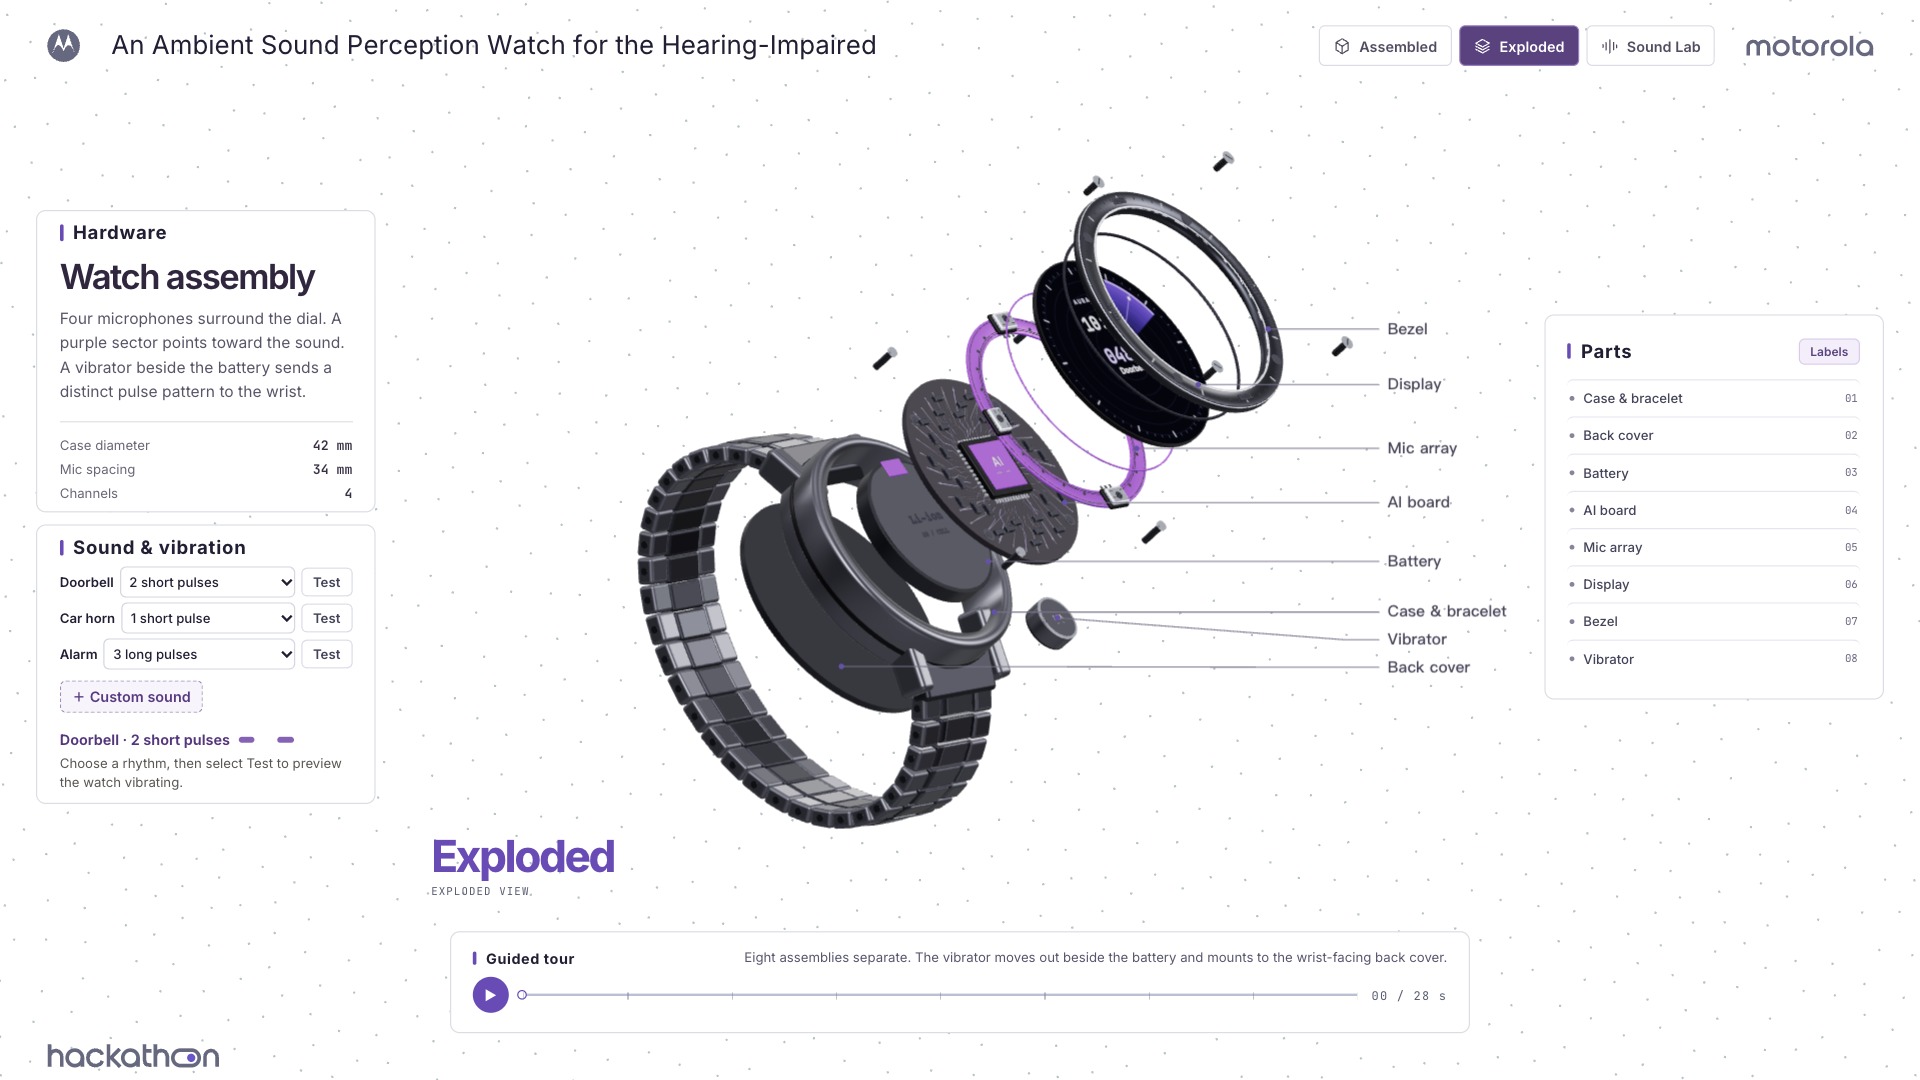 An Ambient Sound Perception Watch for the Hearing-Impaired
Assembled
Exploded
Sound Lab
motorola
Hardware
Watch assembly
Four microphones surround the dial. A
purple sector points toward the sound.
A vibrator beside the battery sends a
distinct pulse pattern to the wrist.
Case diameter 42 mm
Mic spacing 34 mm
Channels 4
Sound & vibration
Doorbell 2 short pulses Test
Car horn 1 short pulse Test
Alarm 3 long pulses Test
+ Custom sound
Doorbell · 2 short pulses
Choose a rhythm, then select Test to preview
the watch vibrating.
AURA
AI
Li-ion
Bezel
Display
Mic array
AI board
Battery
Case & bracelet
Vibrator
Back cover
Parts
Labels
Case & bracelet 01
Back cover 02
Battery 03
AI board 04
Mic array 05
Display 06
Bezel 07
Vibrator 08
Exploded
EXPLODED VIEW
Guided tour
Eight assemblies separate. The vibrator moves out beside the battery and mounts to the wrist-facing back cover.
00 / 28 s
hackathon